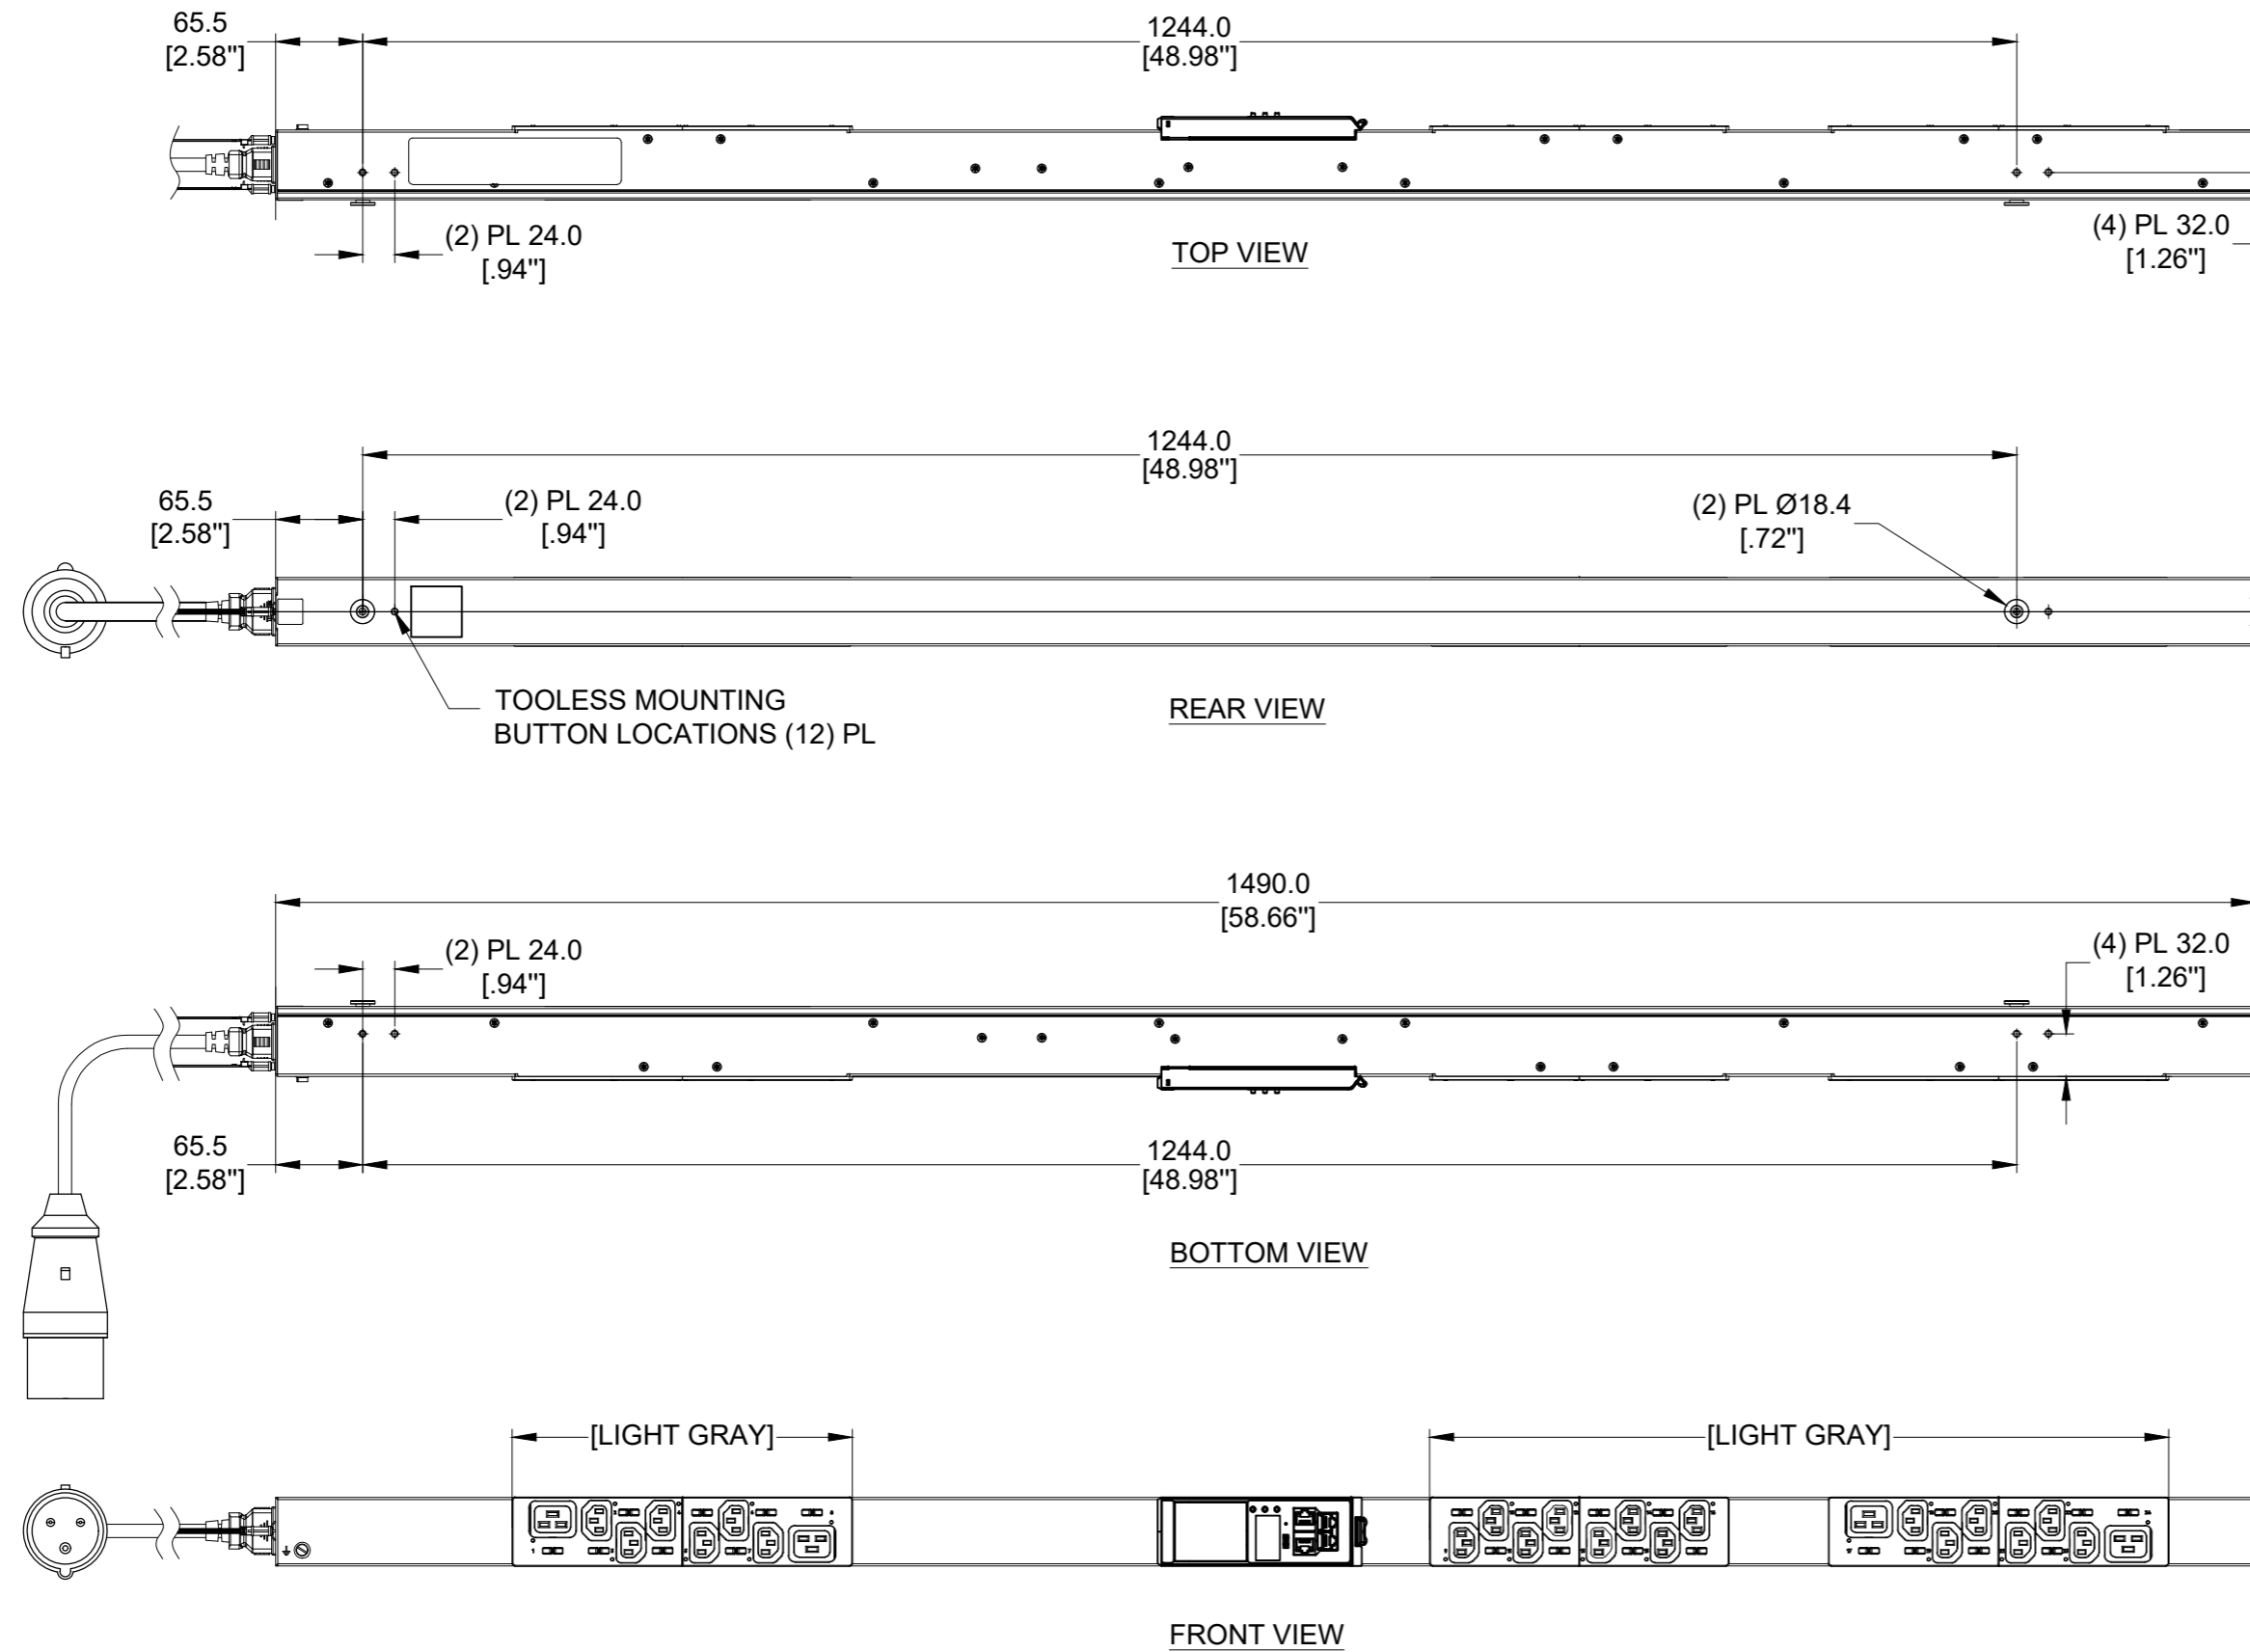 65.5
[2.58"]
1244.0
[48.98"]
(2) PL 24.0
[.94"]
TOP VIEW
(4) PL 32.0
[1.26"]
1244.0
[48.98"]
65.5
[2.58"]
(2) PL 24.0
[.94"]
(2) PL Ø18.4
[.72"]
TOOLESS MOUNTING
BUTTON LOCATIONS (12) PL
REAR VIEW
1490.0
[58.66"]
(2) PL 24.0
[.94"]
(4) PL 32.0
[1.26"]
65.5
[2.58"]
1244.0
[48.98"]
BOTTOM VIEW
[LIGHT GRAY]
[LIGHT GRAY]
FRONT VIEW